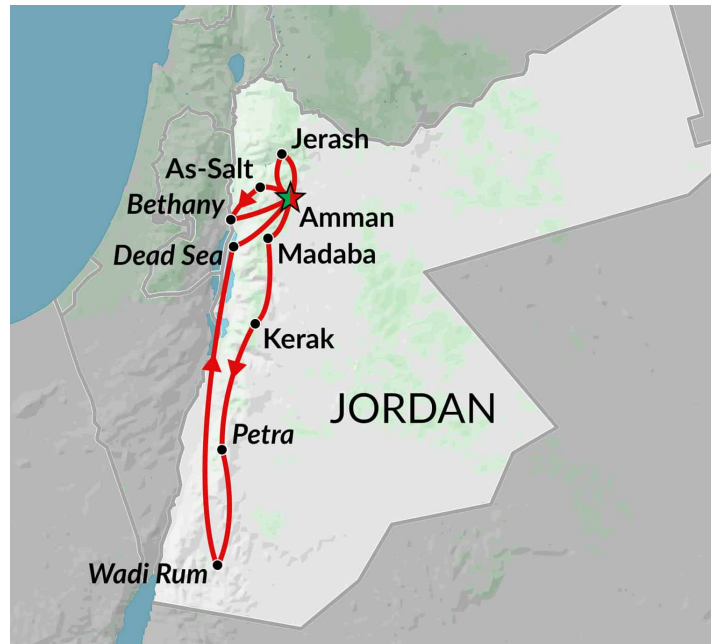 Jerash
As-Salt
Bethany
Amman
Dead Sea
Madaba
Kerak
JORDAN
Petra
Wadi Rum